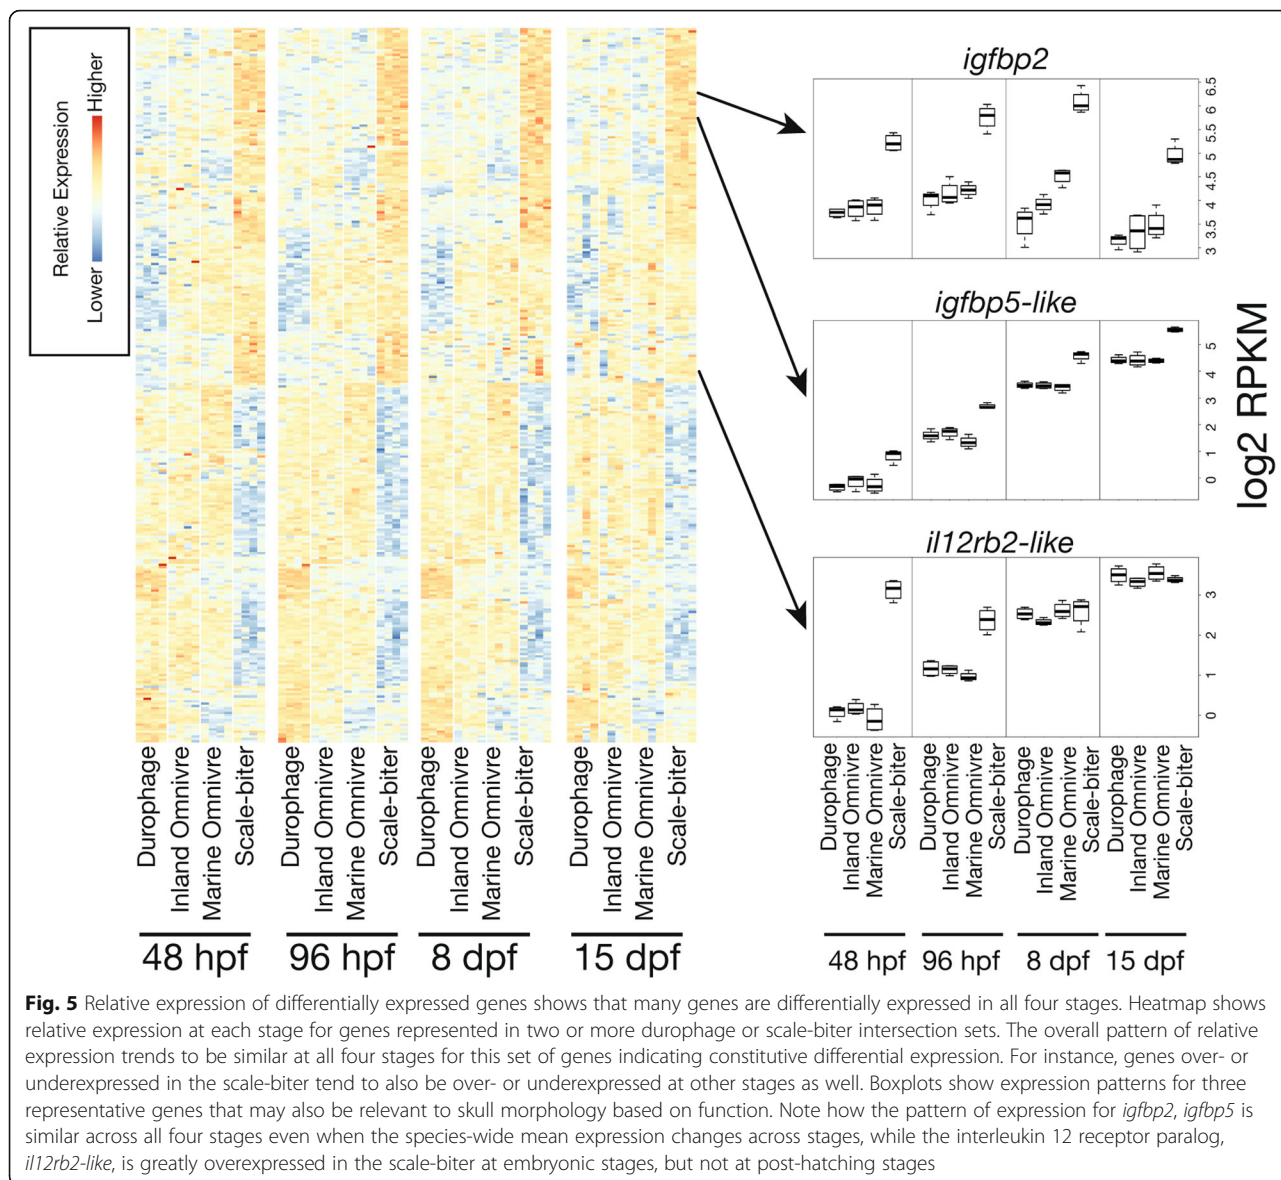 Relative Expression
Lower
Higher
igfbp2
3 3.5 4 4.5 5 5.5 6 6.5
igfbp5-like
0 1 2 3 4 5
il12rb2-like
0 1 2 3
log2 RPKM
Durophage
Inland Omnivre
Marine Omnivre
Scale-biter
Durophage
Inland Omnivre
Marine Omnivre
Scale-biter
Durophage
Inland Omnivre
Marine Omnivre
Scale-biter
Durophage
Inland Omnivre
Marine Omnivre
Scale-biter
48 hpf 96 hpf 8 dpf 15 dpf
Durophage
Inland Omnivre
Marine Omnivre
Scale-biter
Durophage
Inland Omnivre
Marine Omnivre
Scale-biter
Durophage
Inland Omnivre
Marine Omnivre
Scale-biter
Durophage
Inland Omnivre
Marine Omnivre
Scale-biter
48 hpf 96 hpf 8 dpf 15 dpf
Fig. 5 Relative expression of differentially expressed genes shows that many genes are differentially expressed in all four stages. Heatmap shows
relative expression at each stage for genes represented in two or more durophage or scale-biter intersection sets. The overall pattern of relative
expression trends to be similar at all four stages for this set of genes indicating constitutive differential expression. For instance, genes over- or
underexpressed in the scale-biter tend to also be over- or underexpressed at other stages as well. Boxplots show expression patterns for three
representative genes that may also be relevant to skull morphology based on function. Note how the pattern of expression for igfbp2, igfbp5 is
similar across all four stages even when the species-wide mean expression changes across stages, while the interleukin 12 receptor paralog,
il12rb2-like, is greatly overexpressed in the scale-biter at embryonic stages, but not at post-hatching stages